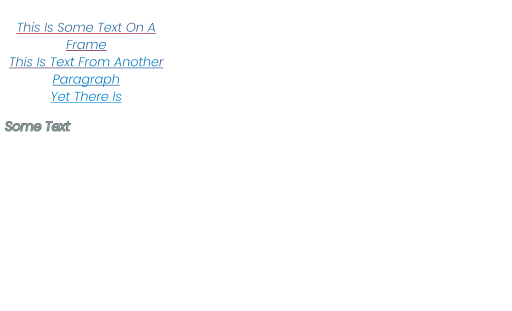 This Is Some Text On A
Frame
This Is Text From Another
Paragraph
Yet There Is
Some Text